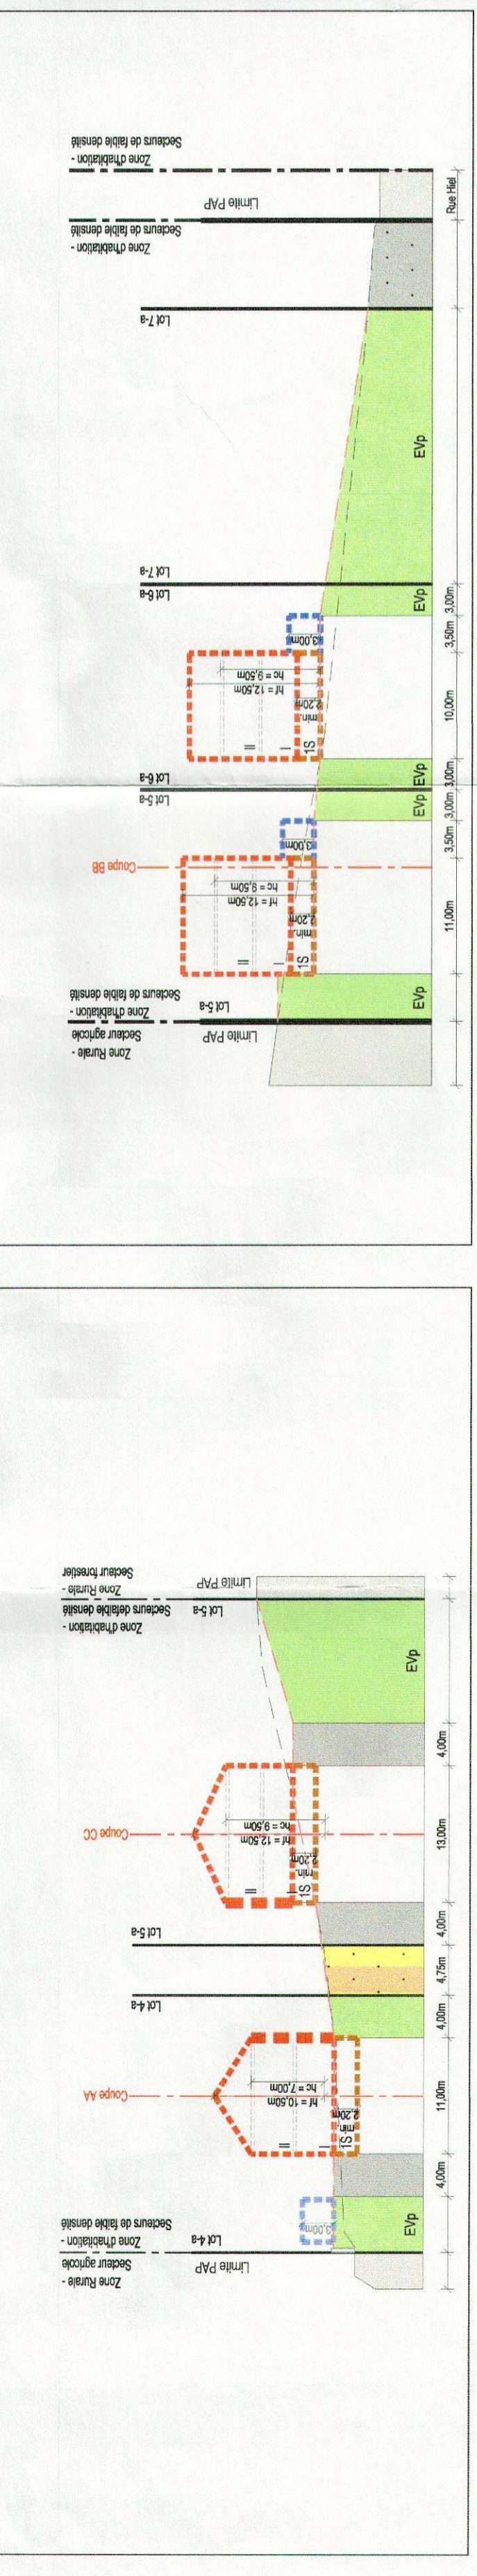 Zone d'habitation -
Secteurs de faible densité
Limite PAP
Rue Hiel
Zone d'habitation -
Secteurs de faible densité
Lot 7-a
EVp
Lot 7-a
Lot 6-a
EVp
3,00m
3,00m
3,50m
hc = 9,50m
hf = 12,50m
2,20m
min.
1S
I
II
10,00m
EVp
3,00m
Lot 6-a
Lot 5-a
EVp
3,00m
3,00m
3,50m
Coupe BB
hc = 9,50m
hf = 12,50m
2,20m
min.
1S
I
II
11,00m
EVp
Lot 5-a
Zone d'habitation -
Secteurs de faible densité
Limite PAP
Zone Rurale -
Secteur agricole
Zone Rurale -
Secteur forestier
Limite PAP
Lot 5-a
Zone d'habitation -
Secteurs defaible densité
EVp
4,00m
Coupe CC
hc = 9,50m
hf = 12,50m
2,20m
min.
1S
I
II
13,00m
4,00m
Lot 5-a
4,75m
Lot 4-a
4,00m
Coupe AA
hc = 7,00m
hf = 10,50m
2,20m
min.
1S
I
II
11,00m
4,00m
3,00m
EVp
Lot 4-a
Zone d'habitation -
Secteurs de faible densité
Limite PAP
Zone Rurale -
Secteur agricole